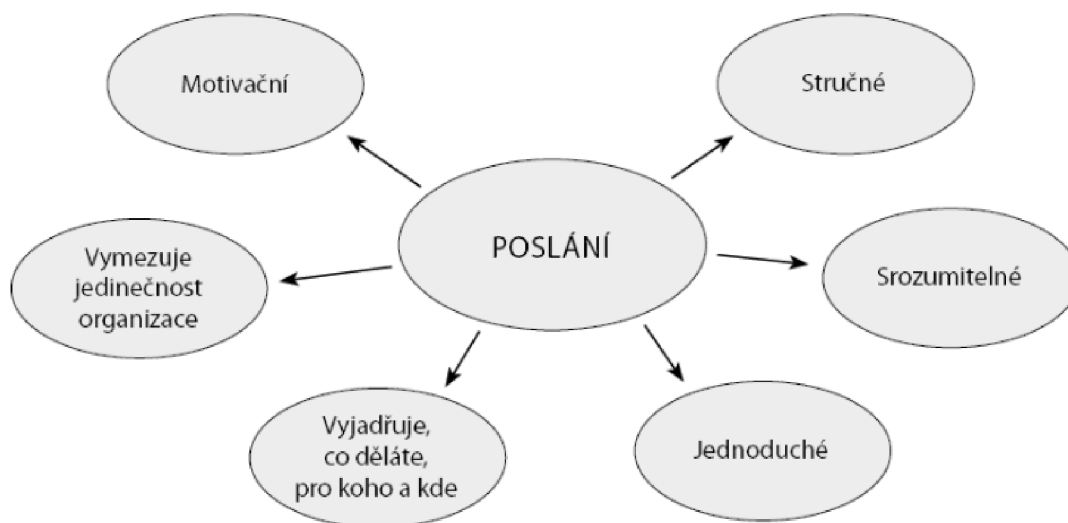 Motivační
Stručné
POSLÁNÍ
Vymezuje
jedinečnost
organizace
Srozumitelné
Vyjadřuje,
co děláte,
pro koho a kde
Jednoduché